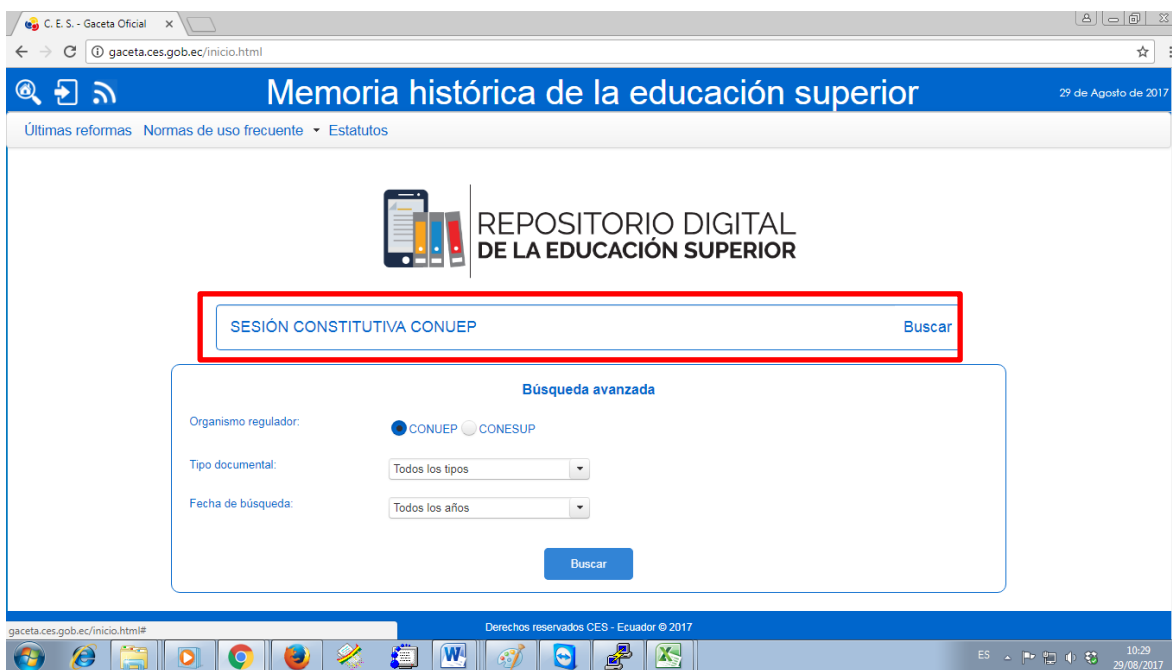 C. E. S. - Gaceta Oficial
gaceta.ces.gob.ec/inicio.html
Memoria histórica de la educación superior
29 de Agosto de 2017
Últimas reformas Normas de uso frecuente Estatutos
REPOSITORIO DIGITAL
DE LA EDUCACIÓN SUPERIOR
SESIÓN CONSTITUTIVA CONUEP Buscar
Búsqueda avanzada
Organismo regulador: CONUEP CONESUP
Tipo documental: Todos los tipos
Fecha de búsqueda: Todos los años
Buscar
Derechos reservados CES - Ecuador © 2017
gaceta.ces.gob.ec/inicio.html#
ES 10:29
29/08/2017